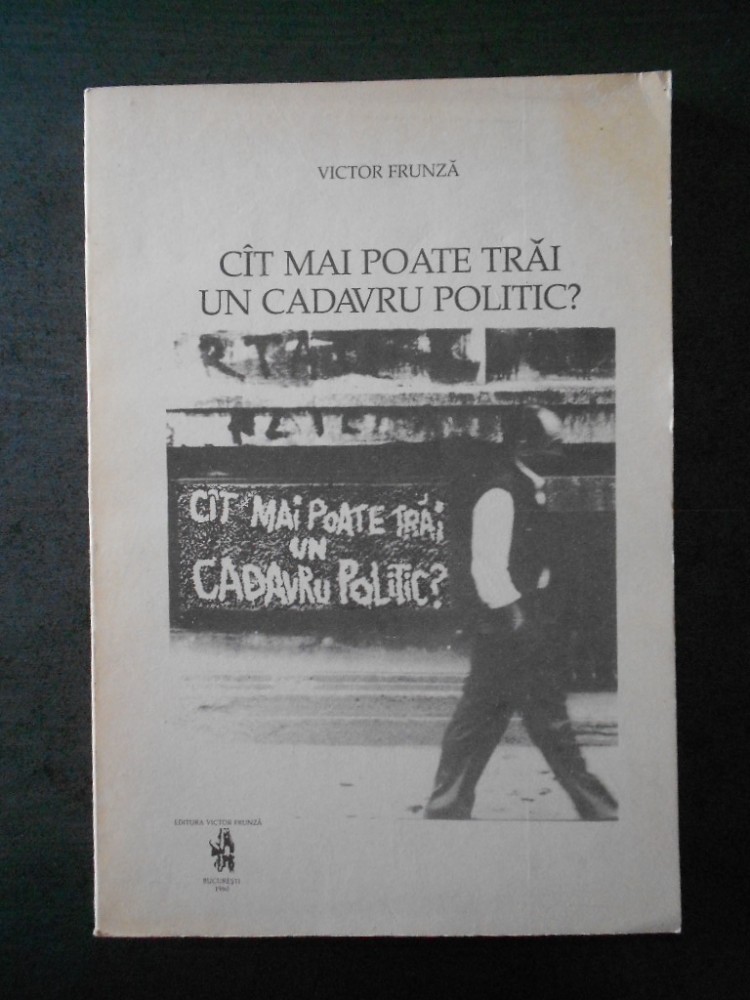 VICTOR FRUNZĂ
CÎT MAI POATE TRĂI
UN CADAVRU POLITIC?
CÎT MAI POATE TRĂI
UN
CADAVRU POLITIC?
EDITURA VICTOR FRUNZĂ
BUCUREȘTI